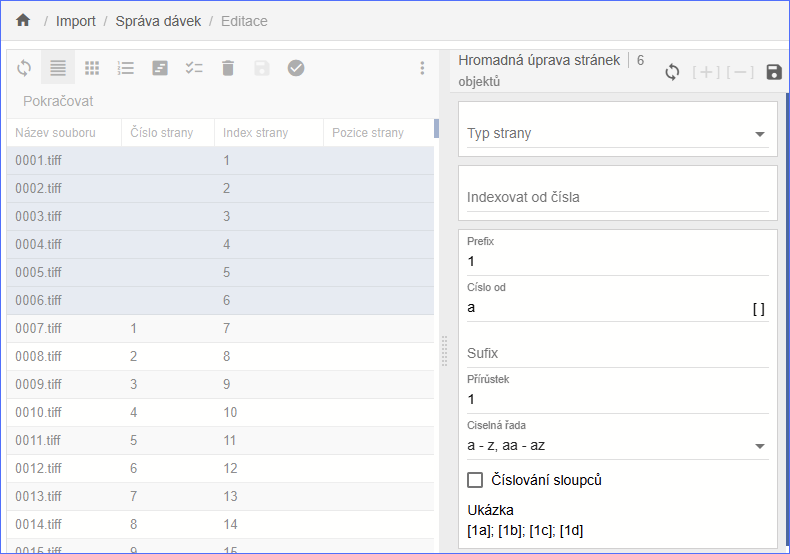 / Import / Správa dávek / Editace
Pokračovat
Název souboru Číslo strany Index strany Pozice strany
0001.tiff 1
0002.tiff 2
0003.tiff 3
0004.tiff 4
0005.tiff 5
0006.tiff 6
0007.tiff 1 7
0008.tiff 2 8
0009.tiff 3 9
0010.tiff 4 10
0011.tiff 5 11
0012.tiff 6 12
0013.tiff 7 13
0014.tiff 8 14
0015.tiff 9 15
Hromadná úprava stránek | 6
objektů
[+] [—]
Typ strany
Indexovat od čísla
Prefix
1
Císlo od
a [ ]
Sufix
Přírůstek
1
Ciselná řada
a - z, aa - az
Číslování sloupců
Ukázka
[1a]; [1b]; [1c]; [1d]